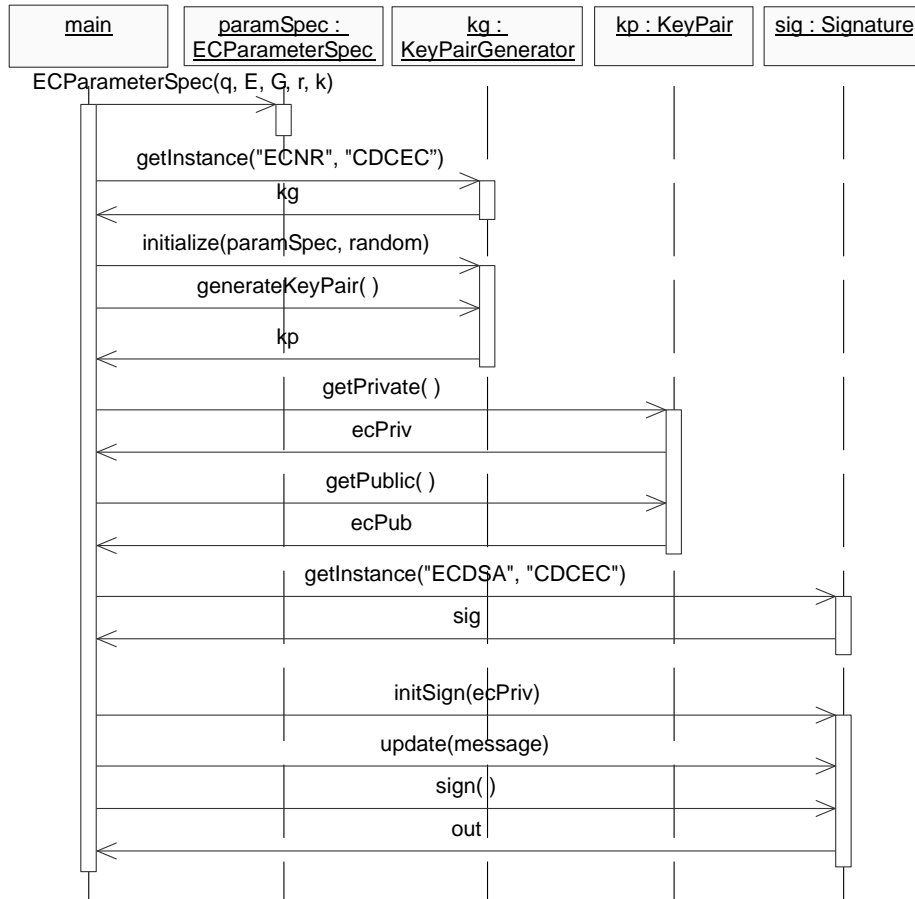 main
paramSpec :
ECParameterSpec
kg :
KeyPairGenerator
kp : KeyPair
sig : Signature
ECParameterSpec(q, E, G, r, k)
getInstance("ECNR", "CDCEC”)
kg
initialize(paramSpec, random)
generateKeyPair( )
kp
getPrivate( )
ecPriv
getPublic( )
ecPub
getInstance("ECDSA", "CDCEC")
sig
initSign(ecPriv)
update(message)
sign( )
out